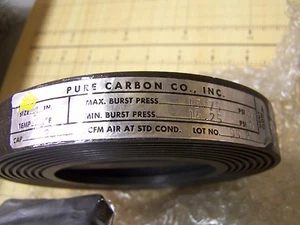 PURE CARBON CO., INC.
SIZE IN MAX. BURST PRESS. PSI
TEMP. °F MIN. BURST PRESS. 25 PSI
CAP. CFM AIR AT STD COND. LOT NO.